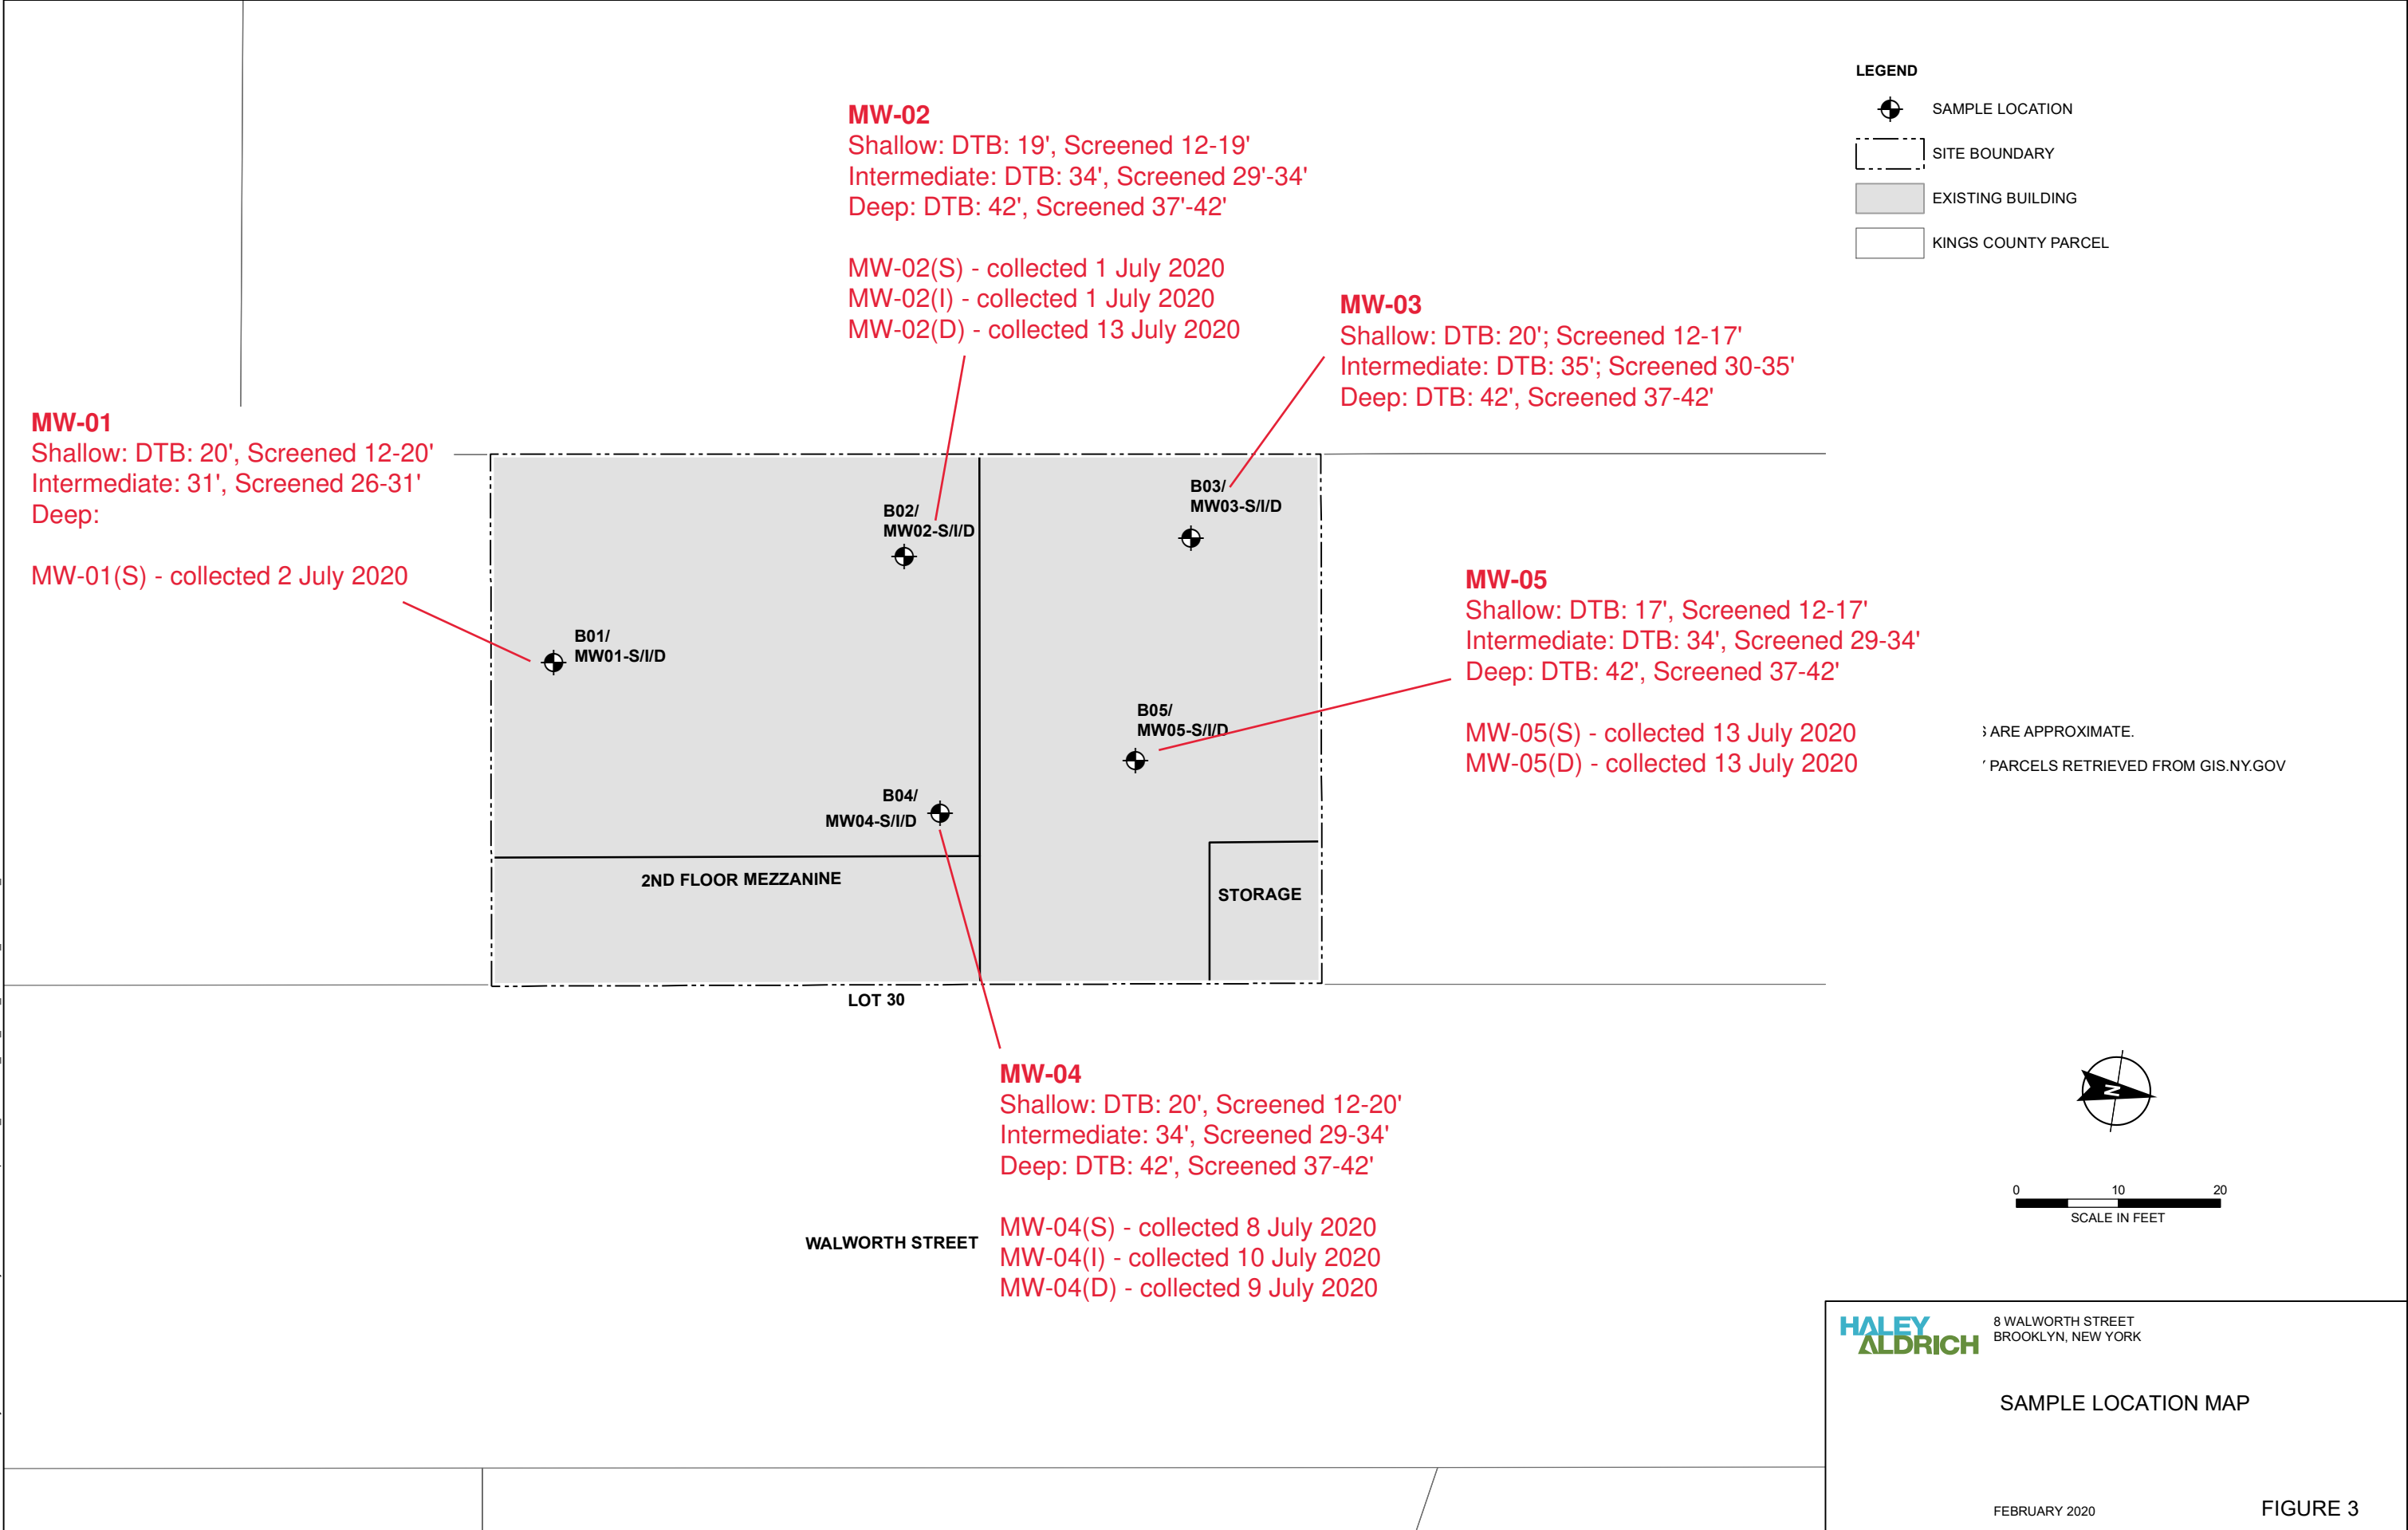 LEGEND
SAMPLE LOCATION
SITE BOUNDARY
EXISTING BUILDING
KINGS COUNTY PARCEL
MW-02
Shallow: DTB: 19', Screened 12-19'
Intermediate: DTB: 34', Screened 29'-34'
Deep: DTB: 42', Screened 37'-42'
MW-02(S) - collected 1 July 2020
MW-02(I) - collected 1 July 2020
MW-02(D) - collected 13 July 2020
MW-03
Shallow: DTB: 20'; Screened 12-17'
Intermediate: DTB: 35'; Screened 30-35'
Deep: DTB: 42', Screened 37-42'
MW-01
Shallow: DTB: 20', Screened 12-20'
Intermediate: 31', Screened 26-31'
Deep:
MW-01(S) - collected 2 July 2020
B02/
MW02-S/I/D
B03/
MW03-S/I/D
B01/
MW01-S/I/D
MW-05
Shallow: DTB: 17', Screened 12-17'
Intermediate: DTB: 34', Screened 29-34'
Deep: DTB: 42', Screened 37-42'
MW-05(S) - collected 13 July 2020
MW-05(D) - collected 13 July 2020
B05/
MW05-S/I/D
ARE APPROXIMATE.
PARCELS RETRIEVED FROM GIS.NY.GOV
B04/
MW04-S/I/D
2ND FLOOR MEZZANINE
STORAGE
LOT 30
MW-04
Shallow: DTB: 20', Screened 12-20'
Intermediate: 34', Screened 29-34'
Deep: DTB: 42', Screened 37-42'
MW-04(S) - collected 8 July 2020
MW-04(I) - collected 10 July 2020
MW-04(D) - collected 9 July 2020
WALWORTH STREET
N
0 10 20
SCALE IN FEET
HALEY
ALDRICH
8 WALWORTH STREET
BROOKLYN, NEW YORK
SAMPLE LOCATION MAP
FEBRUARY 2020
FIGURE 3